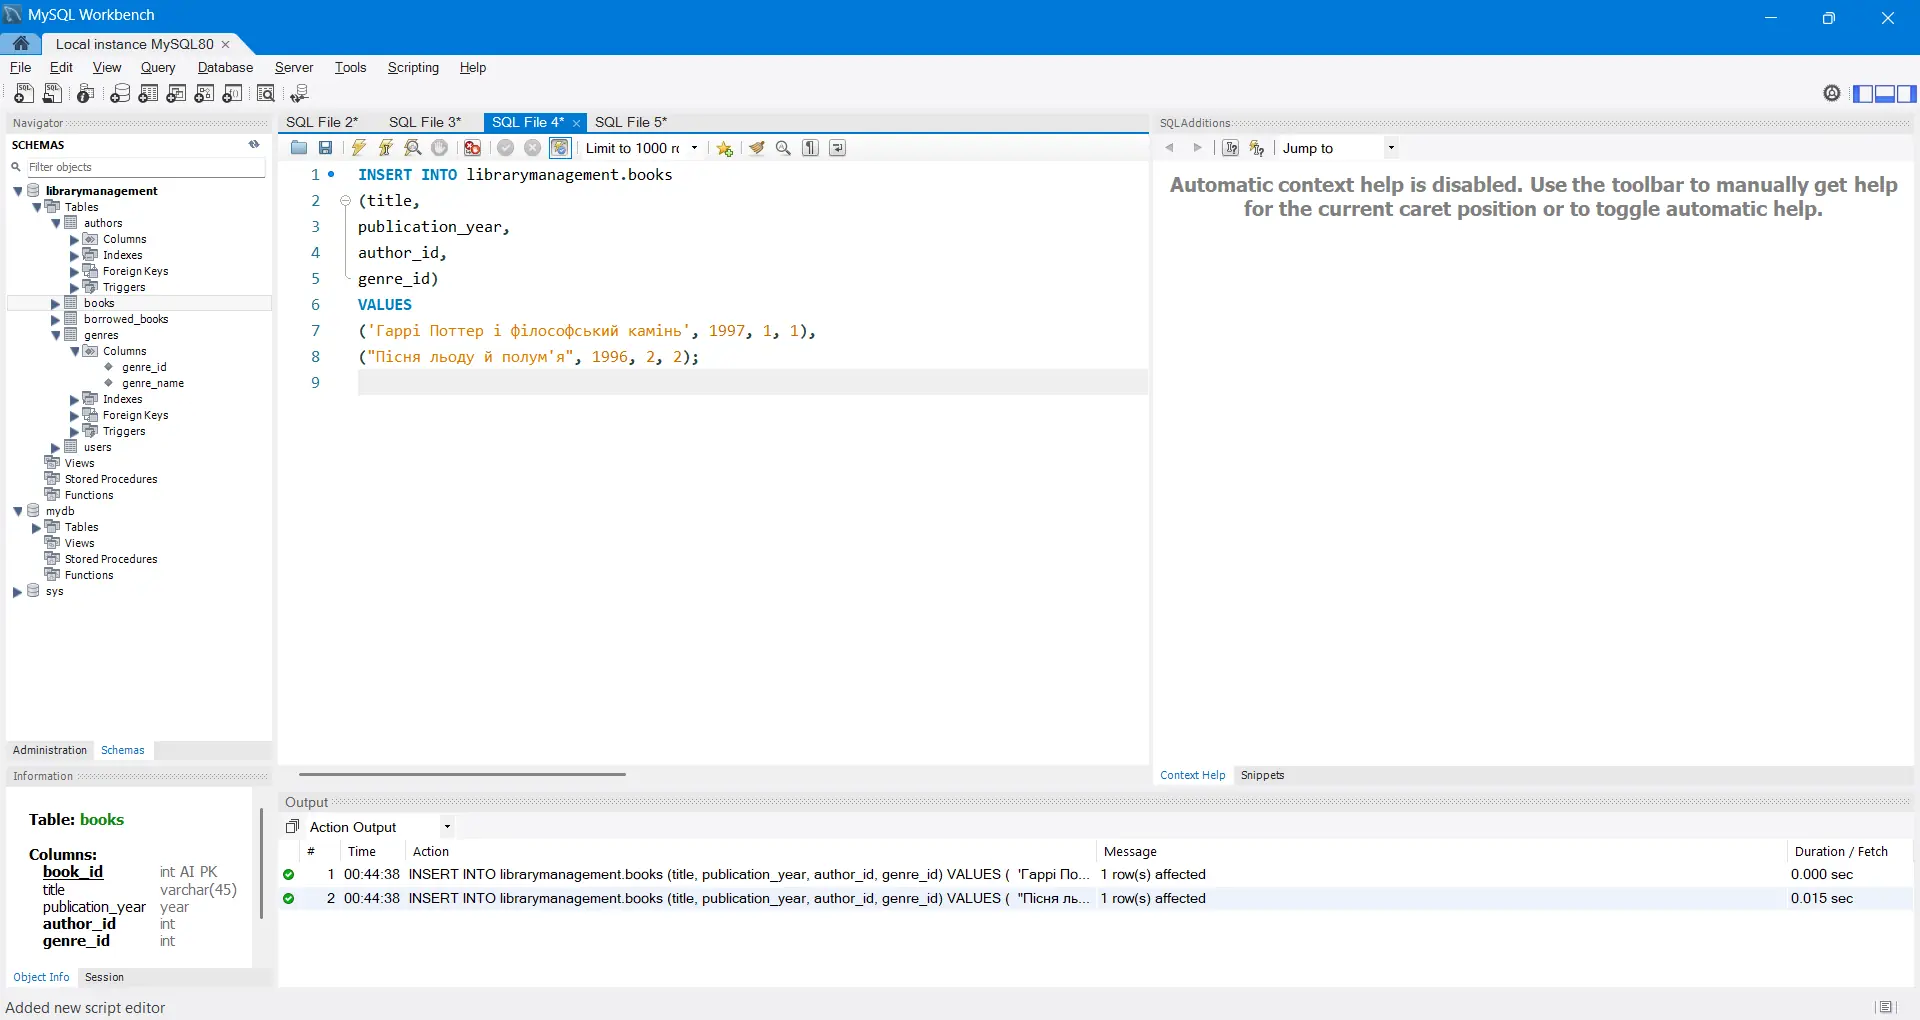 MySQL Workbench
Local instance MySQL80
File Edit View Query Database Server Tools Scripting Help
Navigator
SCHEMAS
Filter objects
librarymanagement
Tables
authors
Columns
Indexes
Foreign Keys
Triggers
books
borrowed_books
genres
Columns
genre_id
genre_name
Indexes
Foreign Keys
Triggers
users
Views
Stored Procedures
Functions
mydb
Tables
Views
Stored Procedures
Functions
sys
Administration Schemas
Information
Table: books
Columns:
book_id int AI PK
title varchar(45)
publication_year year
author_id int
genre_id int
Object Info Session
SQL File 2* SQL File 3* SQL File 4* SQL File 5*
Limit to 1000 rc
1 INSERT INTO librarymanagement.books
2 (title,
3 publication_year,
4 author_id,
5 genre_id)
6 VALUES
7 ('Гаррі Поттер і філософський камінь', 1997, 1, 1),
8 ("Пісня льоду й полум'я", 1996, 2, 2);
9
SQLAdditions
Jump to
Automatic context help is disabled. Use the toolbar to manually get help
for the current caret position or to toggle automatic help.
Context Help Snippets
Output
Action Output
# Time Action Message Duration / Fetch
1 00:44:38 INSERT INTO librarymanagement.books (title, publication_year, author_id, genre_id) VALUES ( 'Гаррі По... 1 row(s) affected 0.000 sec
2 00:44:38 INSERT INTO librarymanagement.books (title, publication_year, author_id, genre_id) VALUES ( "Пісня ль... 1 row(s) affected 0.015 sec
Added new script editor